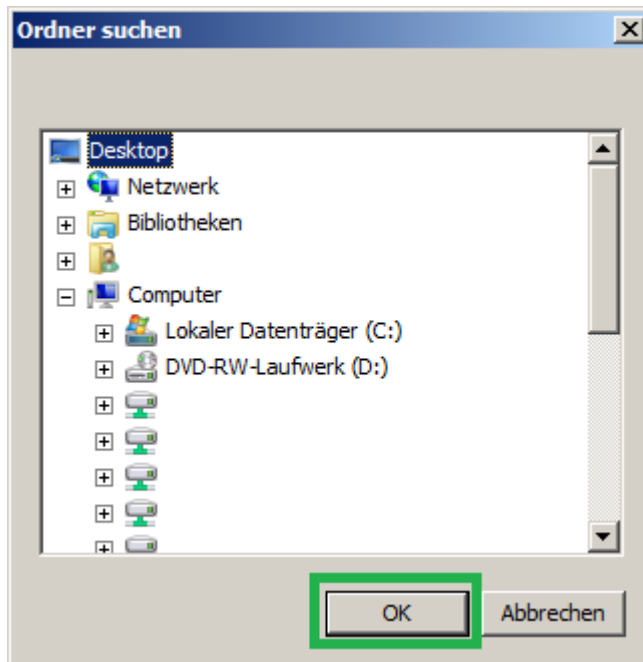 Ordner suchen
Desktop
Netzwerk
Bibliotheken
Computer
Lokaler Datenträger (C:)
DVD-RW-Laufwerk (D:)
OK Abbrechen